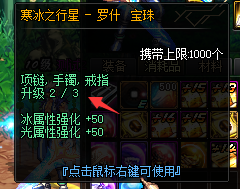 寒冰之行星 - 罗什 宝珠
携带上限:1000个
项链, 手镯, 戒指
升级 2 / 3
冰属性强化 +50
光属性强化 +50
『点击鼠标右键可使用』